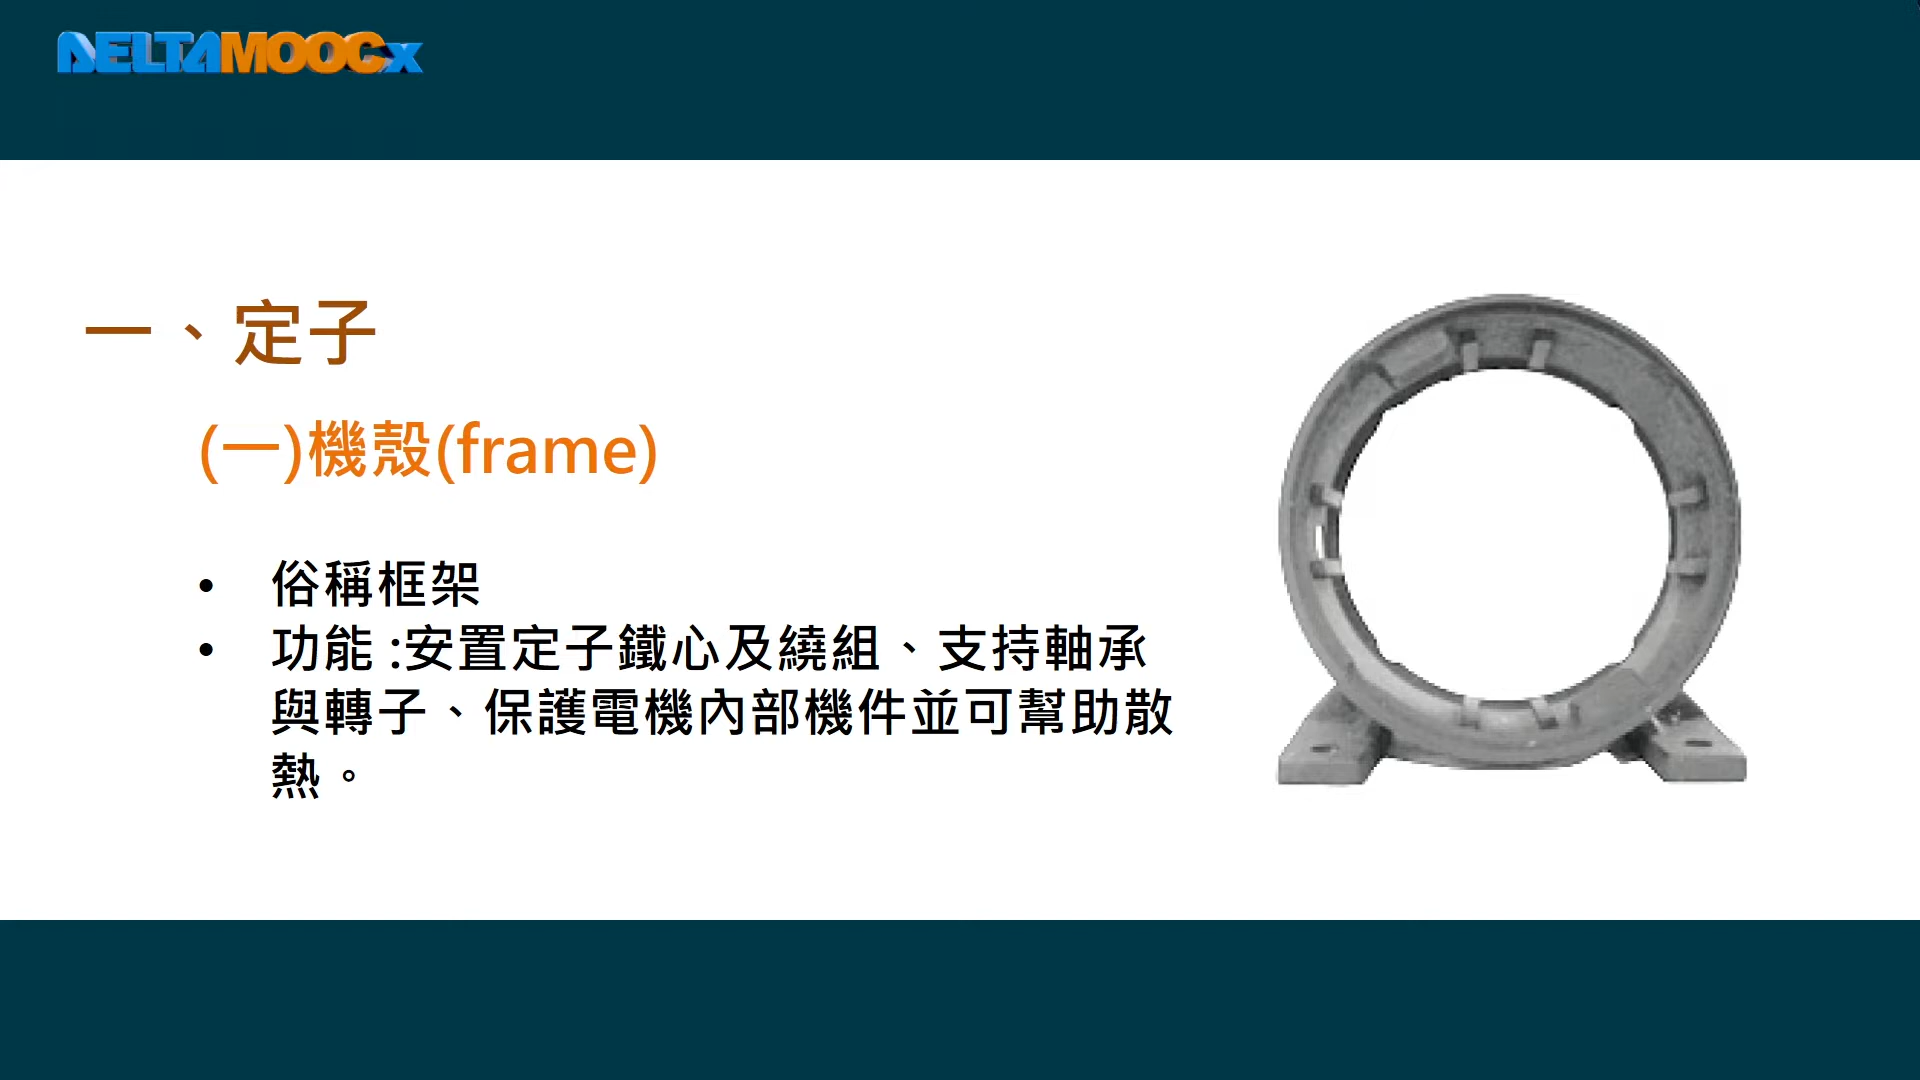 DELTAMOOCx
一、定子
(一)機殼(frame)
• 俗稱框架
• 功能:安置定子鐵心及繞組、支持軸承
與轉子、保護電機內部機件並可幫助散
熱。